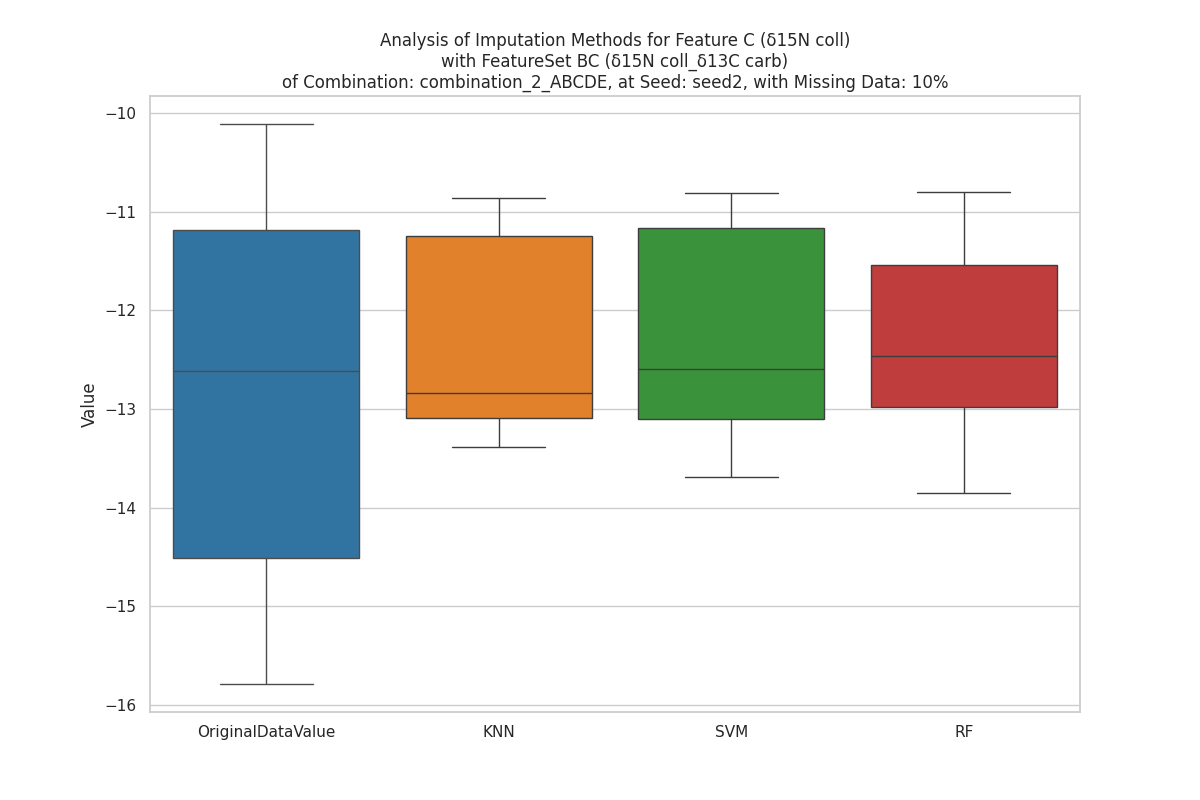 Analysis of Imputation Methods for Feature C (δ15N coll)
with FeatureSet BC (δ15N coll_δ13C carb)
of Combination: combination_2_ABCDE, at Seed: seed2, with Missing Data: 10%
−10
−11
−12
−13
−14
−15
−16
Value
OriginalDataValue
KNN
SVM
RF